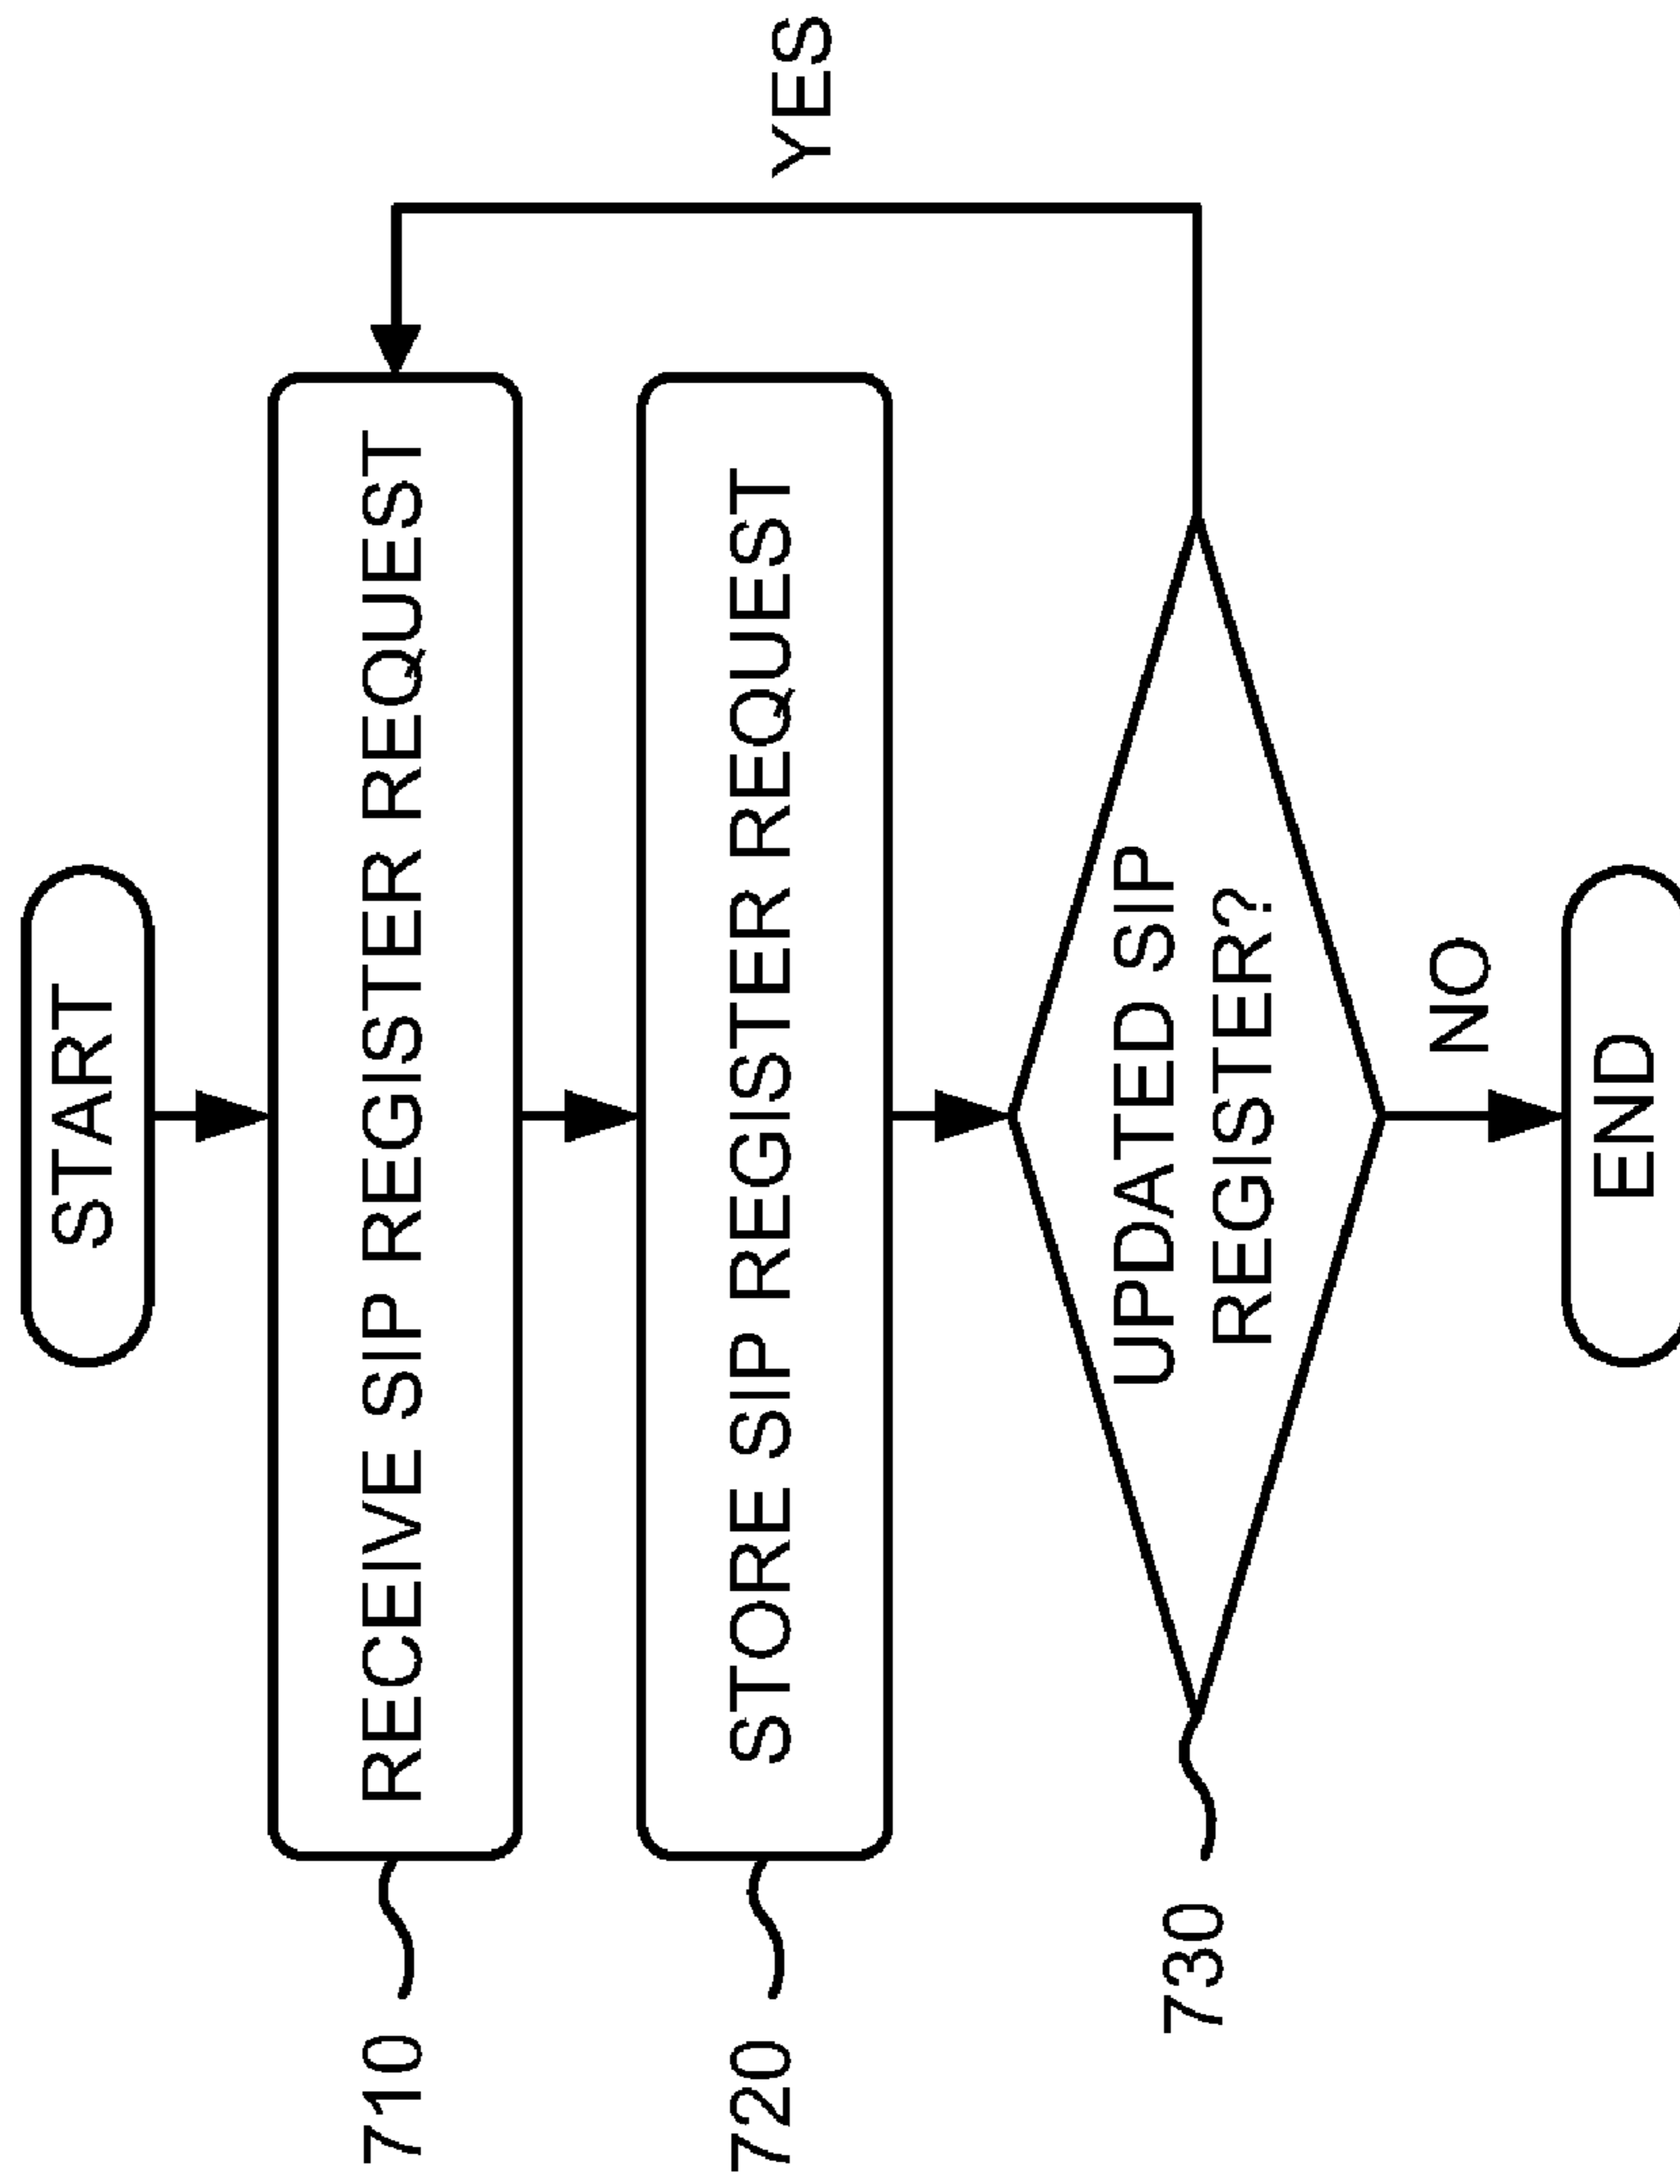 START
710
RECEIVE SIP REGISTER REQUEST
720
STORE SIP REGISTER REQUEST
730
UPDATED SIP
REGISTER?
YES
NO
END